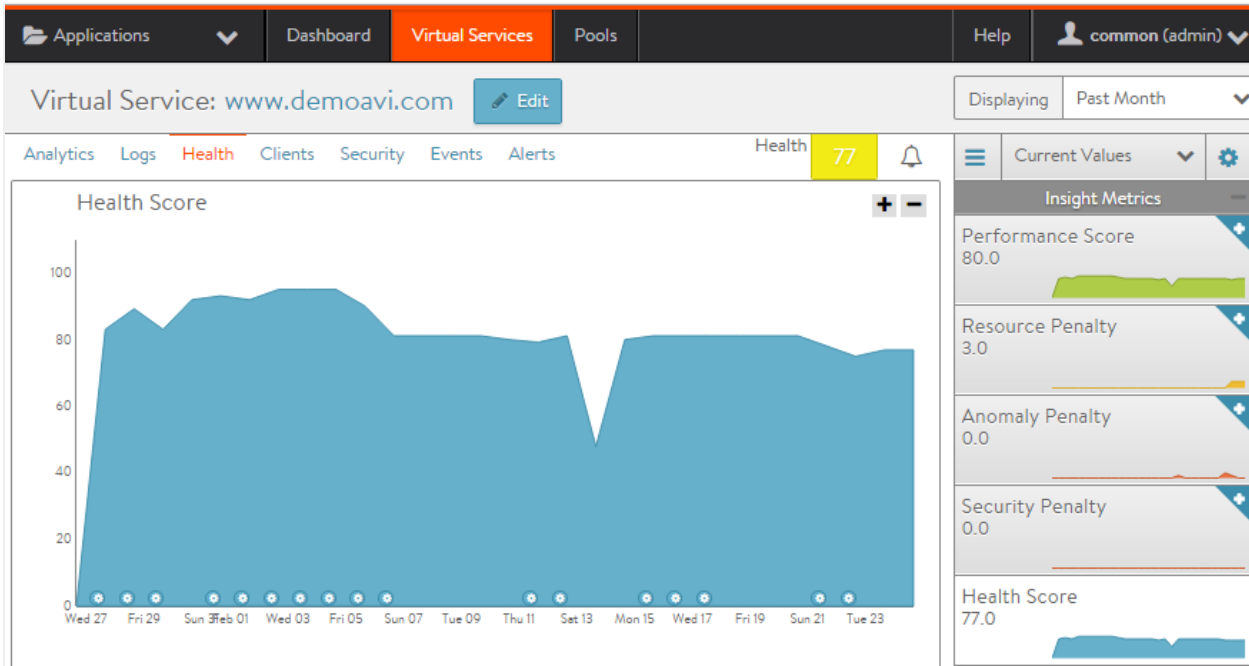 Applications Dashboard Virtual Services Pools Help common (admin)
Virtual Service: www.demoavi.com Edit Displaying Past Month
Analytics Logs Health Clients Security Events Alerts Health 77 Current Values
Health Score
Insight Metrics
Performance Score
80.0
Resource Penalty
3.0
Anomaly Penalty
0.0
Security Penalty
0.0
Health Score
77.0
100
80
60
40
20
0
Wed 27 Fri 29 Sun Feb 01 Wed 03 Fri 05 Sun 07 Tue 09 Thu 11 Sat 13 Mon 15 Wed 17 Fri 19 Sun 21 Tue 23